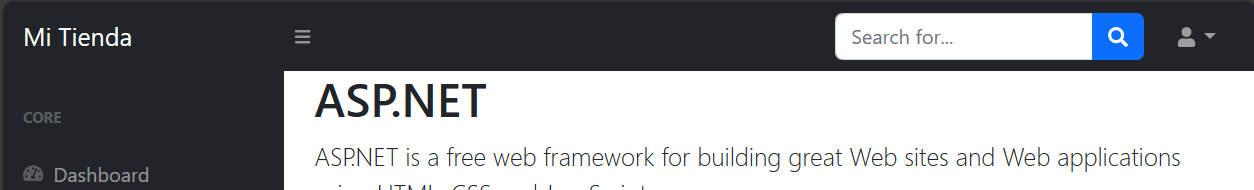 Mi Tienda
Search for...
CORE
Dashboard
ASP.NET
ASP.NET is a free web framework for building great Web sites and Web applications